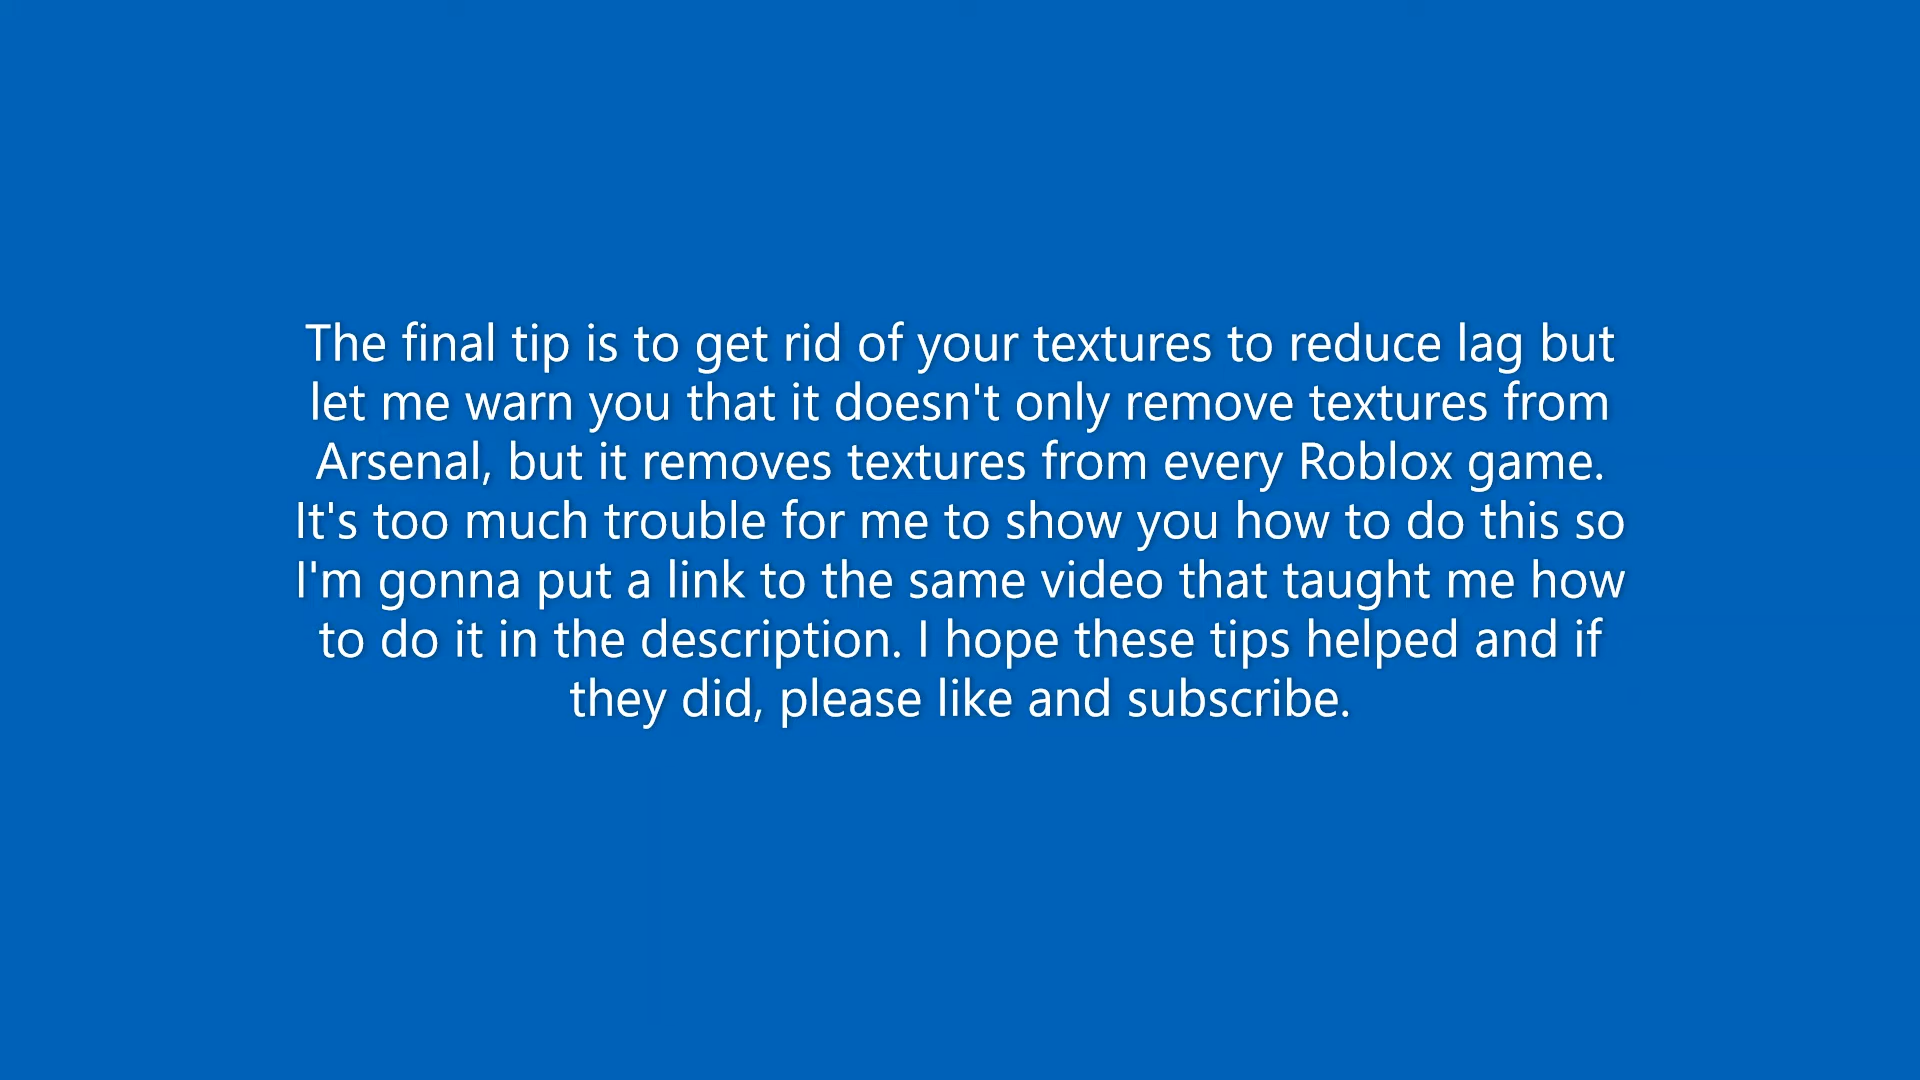 The final tip is to get rid of your textures to reduce lag but
let me warn you that it doesn't only remove textures from
Arsenal, but it removes textures from every Roblox game.
It's too much trouble for me to show you how to do this so
I'm gonna put a link to the same video that taught me how
to do it in the description. I hope these tips helped and if
they did, please like and subscribe.